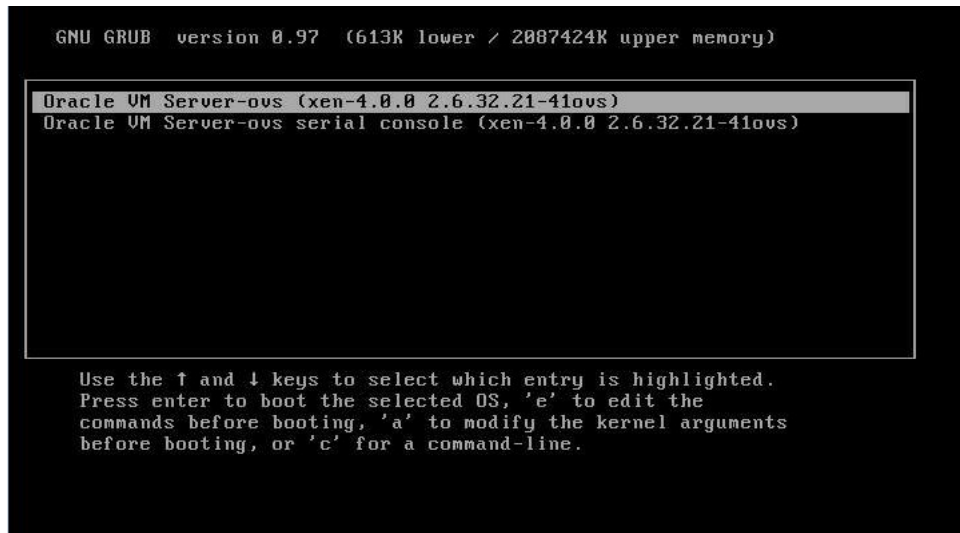 GNU GRUB version 0.97 (613K lower / 2087424K upper memory)
Oracle VM Server-ovs (xen-4.0.0 2.6.32.21-41ovs)
Oracle VM Server-ovs serial console (xen-4.0.0 2.6.32.21-41ovs)
Use the ↑ and ↓ keys to select which entry is highlighted.
Press enter to boot the selected OS, 'e' to edit the
commands before booting, 'a' to modify the kernel arguments
before booting, or 'c' for a command-line.